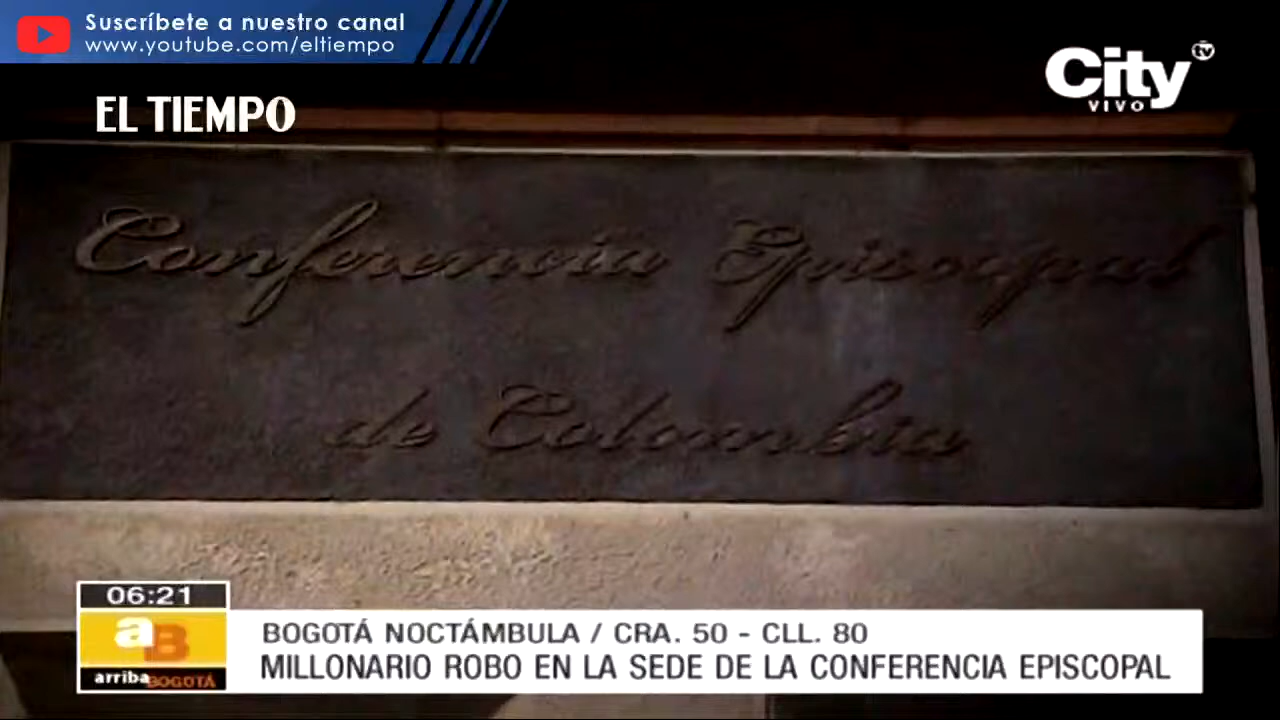 Suscríbete a nuestro canal
www.youtube.com/eltiempo
City tv
VIVO
EL TIEMPO
Conferencia Episcopal
de Colombia
06:21
aB
arriba BOGOTÁ
BOGOTÁ NOCTÁMBULA / CRA. 50 - CLL. 80
MILLONARIO ROBO EN LA SEDE DE LA CONFERENCIA EPISCOPAL